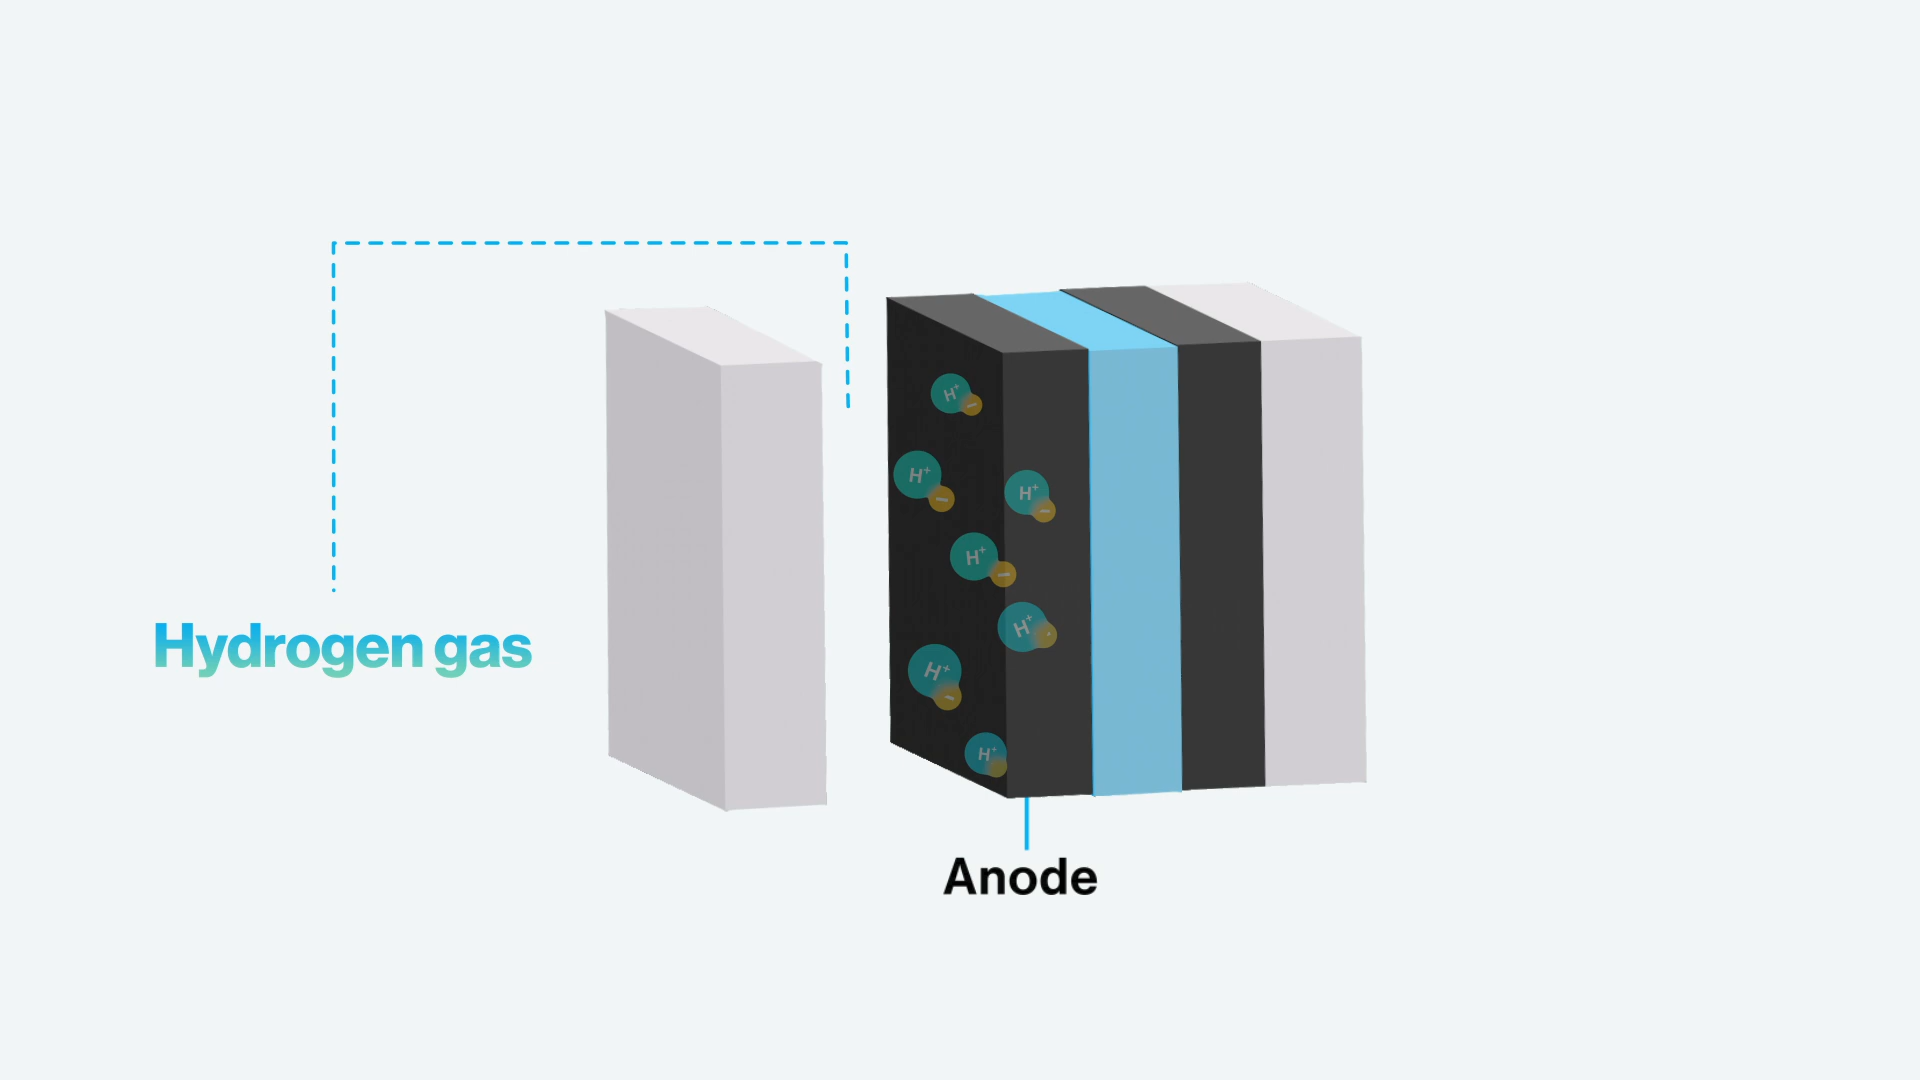 H⁺ −
H⁺ −
H⁺ −
H⁺ −
H⁺ −
Hydrogen gas
H⁺ −
H⁺
Anode